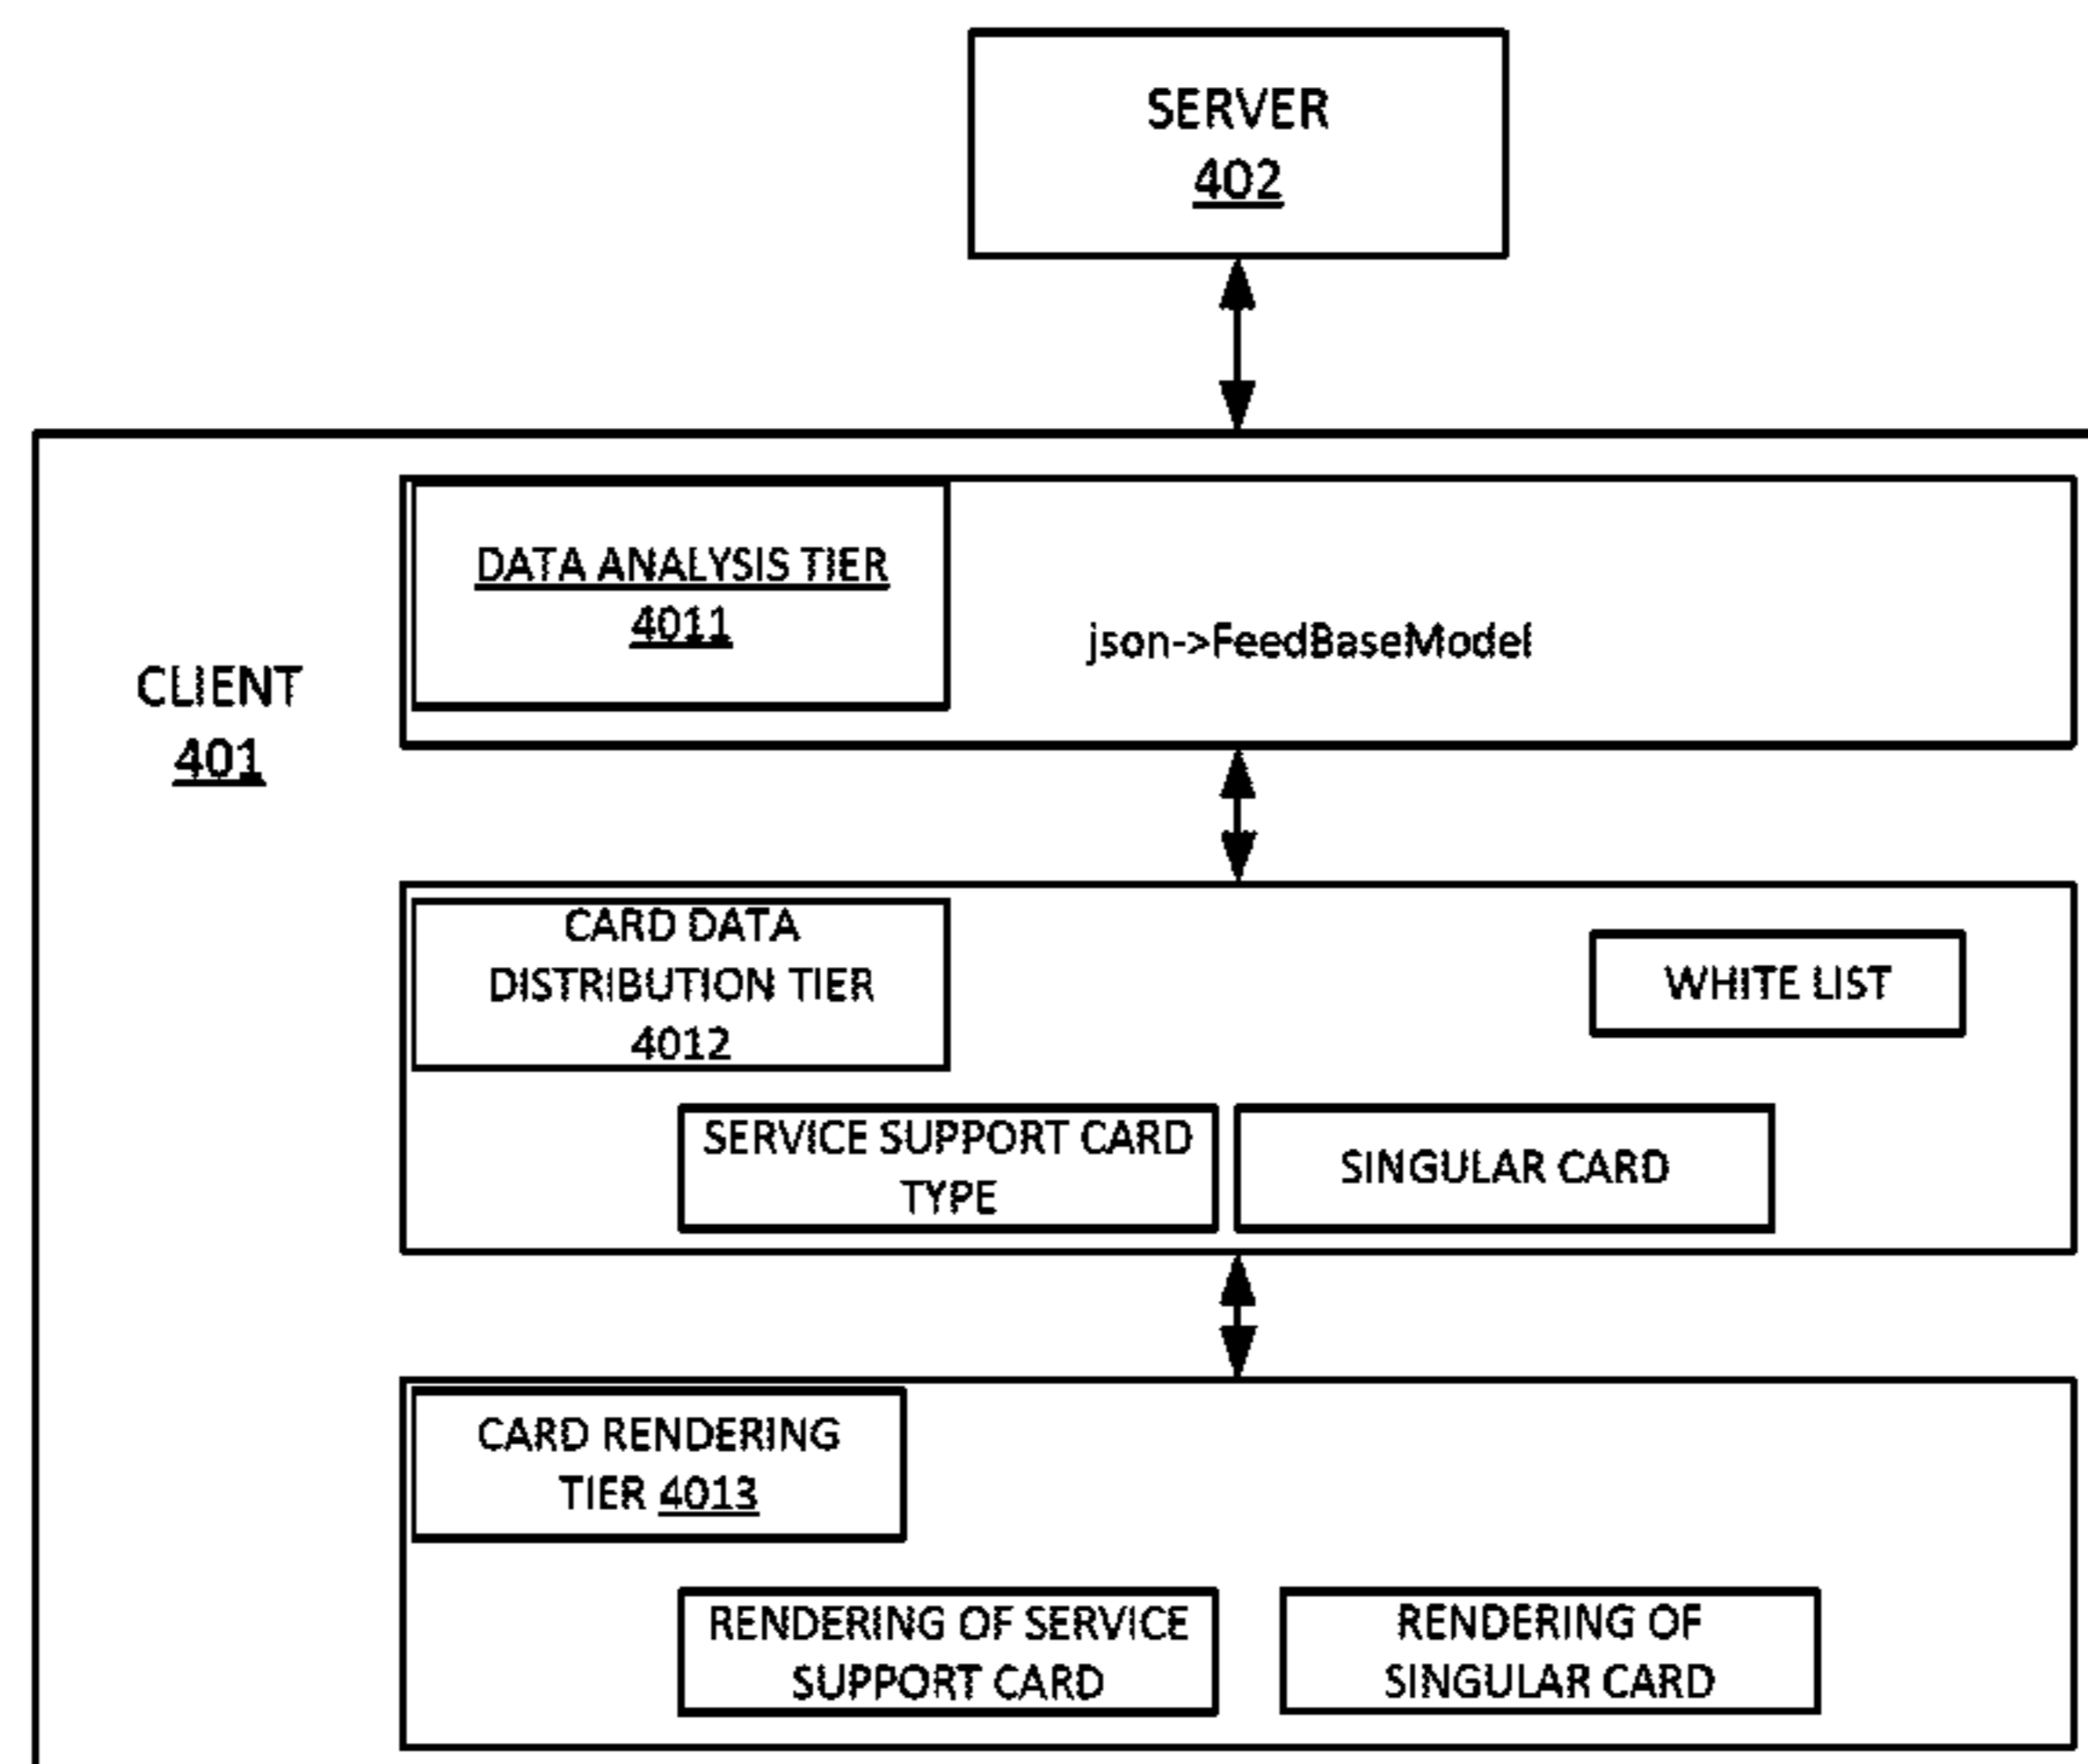 SERVER
402
DATA ANALYSIS TIER
4011
json->FeedBaseModel
CLIENT
401
CARD DATA
DISTRIBUTION TIER
4012
WHITE LIST
SERVICE SUPPORT CARD
TYPE
SINGULAR CARD
CARD RENDERING
TIER 4013
RENDERING OF SERVICE
SUPPORT CARD
RENDERING OF
SINGULAR CARD